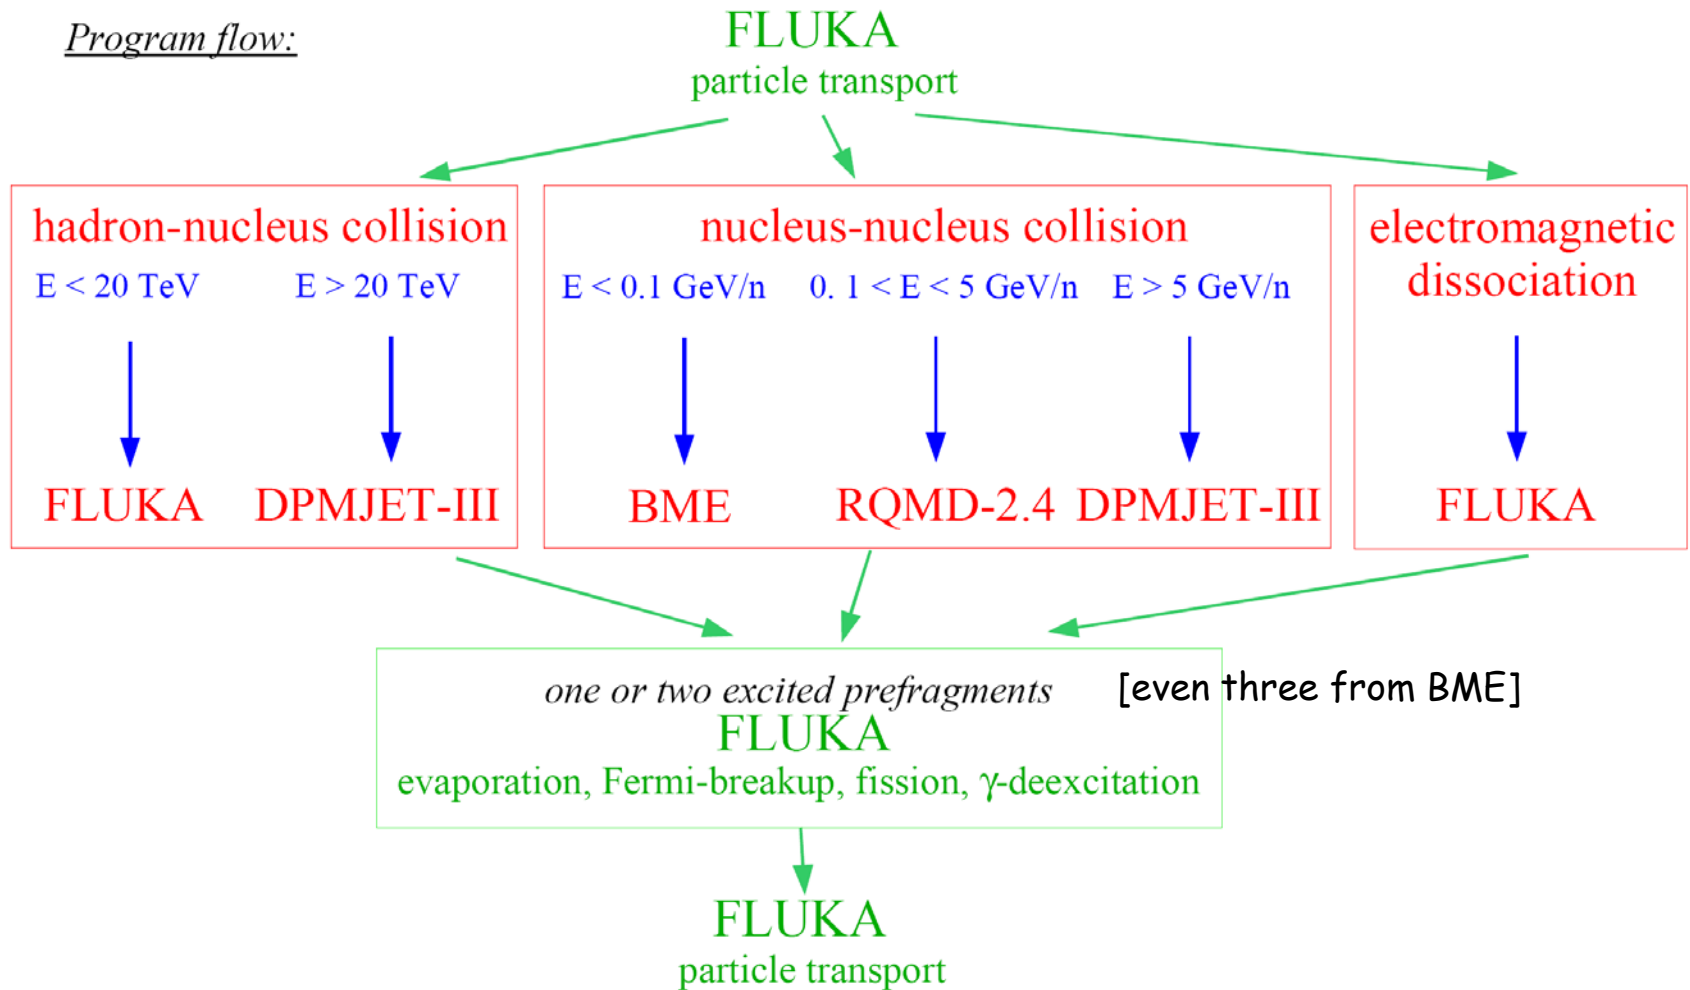 Program flow:
FLUKA
particle transport
hadron-nucleus collision
E < 20 TeV E > 20 TeV
FLUKA DPMJET-III
nucleus-nucleus collision
E < 0.1 GeV/n 0. 1 < E < 5 GeV/n E > 5 GeV/n
BME RQMD-2.4 DPMJET-III
electromagnetic
dissociation
FLUKA
one or two excited prefragments [even three from BME]
FLUKA
evaporation, Fermi-breakup, fission, γ-deexcitation
FLUKA
particle transport